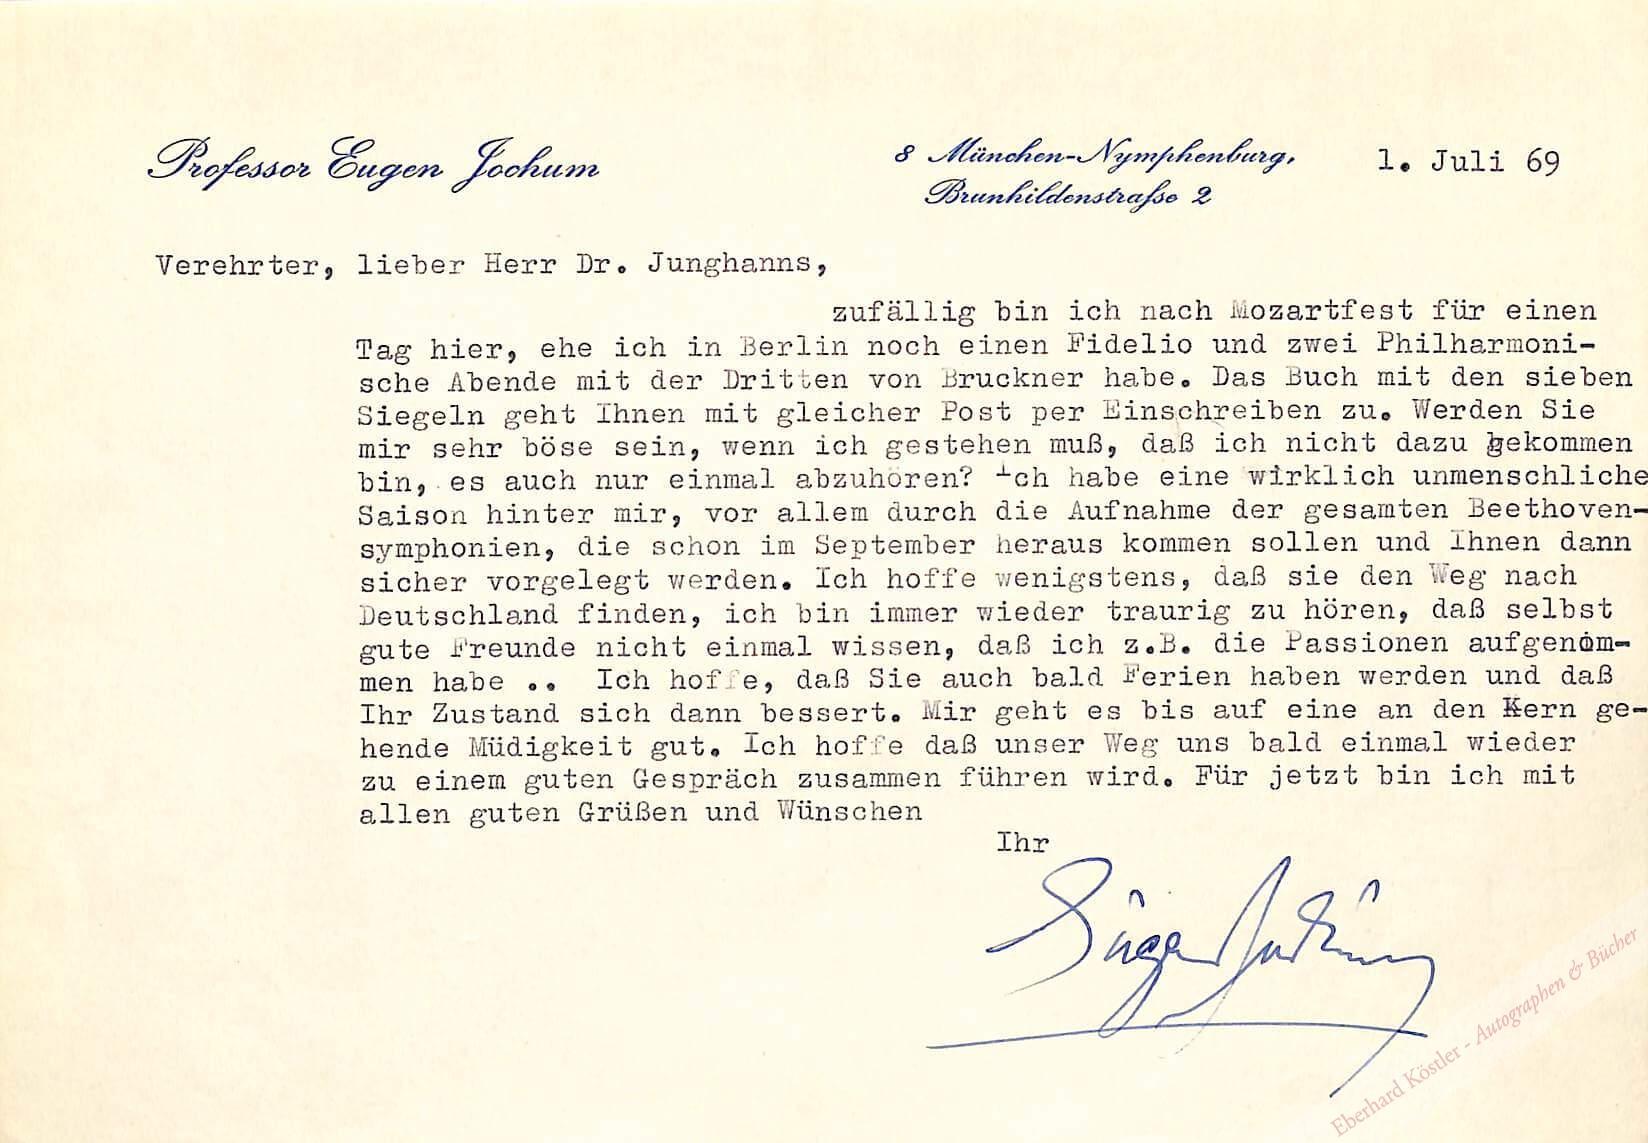 Professor Eugen Jochum
8 München-Nymphenburg,
Brunhildenstraße 2
1. Juli 69
Verehrter, lieber Herr Dr. Junghanns,
zufällig bin ich nach Mozartfest für einen
Tag hier, ehe ich in Berlin noch einen Fidelio und zwei Philharmoni-
sche Abende mit der Dritten von Bruckner habe. Das Buch mit den sieben
Siegeln geht Ihnen mit gleicher Post per Einschreiben zu. Werden Sie
mir sehr böse sein, wenn ich gestehen muß, daß ich nicht dazu gekommen
bin, es auch nur einmal abzuhören? Ich habe eine wirklich unmenschliche
Saison hinter mir, vor allem durch die Aufnahme der gesamten Beethoven-
symphonien, die schon im September heraus kommen sollen und Ihnen dann
sicher vorgelegt werden. Ich hoffe wenigstens, daß sie den Weg nach
Deutschland finden, ich bin immer wieder traurig zu hören, daß selbst
gute Freunde nicht einmal wissen, daß ich z.B. die Passionen aufgenom-
men habe .. Ich hoffe, daß Sie auch bald Ferien haben werden und daß
Ihr Zustand sich dann bessert. Mir geht es bis auf eine an den Kern ge-
hende Müdigkeit gut. Ich hoffe daß unser Weg uns bald einmal wieder
zu einem guten Gespräch zusammen führen wird. Für jetzt bin ich mit
allen guten Grüßen und Wünschen
Ihr
Eugen Jochum
Eberhard Köstler - Autographen & Bücher